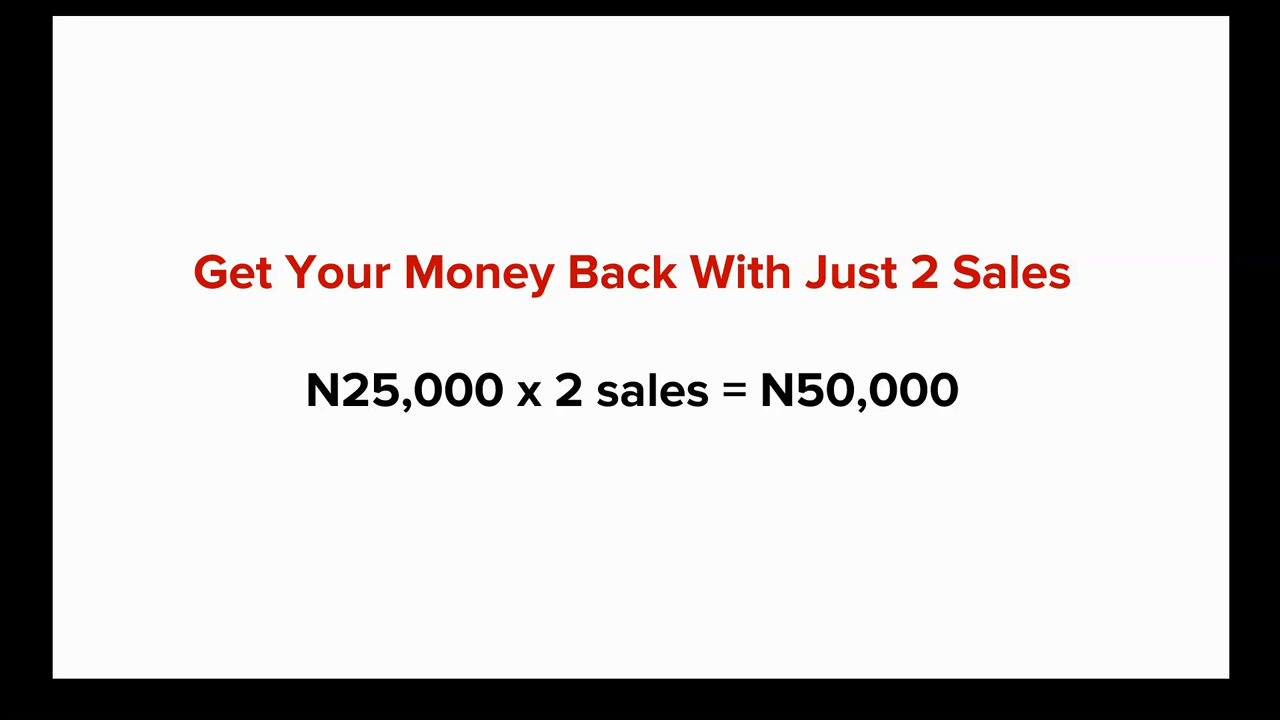 Get Your Money Back With Just 2 Sales
N25,000 x 2 sales = N50,000